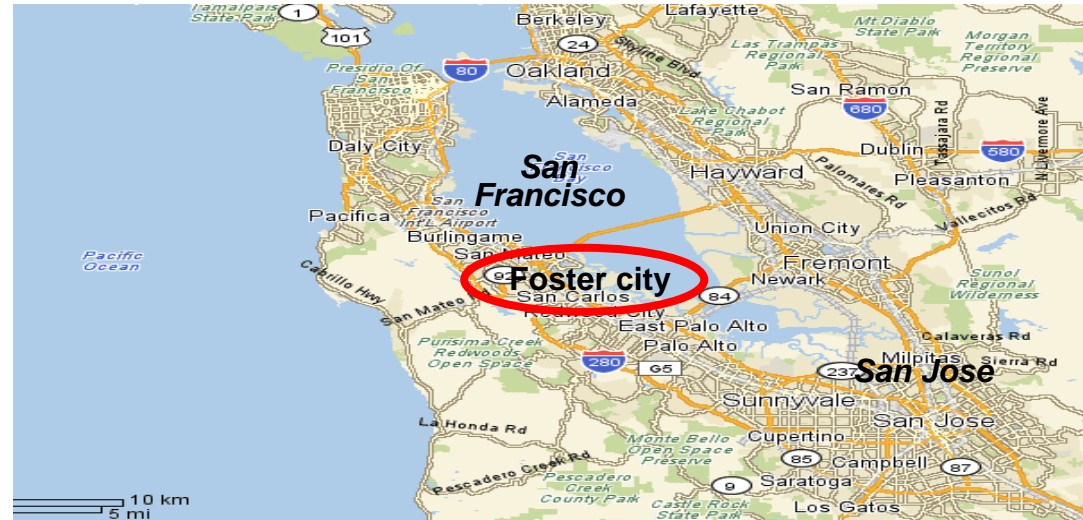 Tamalpais
State Park
1
101
Berkeley
24
Lafayette
Mt. Diablo
State Park
Morgan
Territory
Regional
Preserve
Las Trampas
Regional
Park
Skyline Blvd
Presidio Of
San
Francisco
80
Oakland
San Ramon
680
Alameda
Lake Chabot
Regional
Park
Tassajara Rd
N Livermore Ave
Daly City
Dublin
580
San
Francisco
Bay
San
Francisco
Hayward
Pleasanton
Palomares Rd
Vallecitos Rd
Pacifica
San
Francisco
Int'L Airport
Burlingame
Union City
Pacific
Ocean
San Mateo
Cabrillo Hwy
92
Foster city
Fremont
Newark
Sunol
Regional
Wilderness
San Carlos
84
San Mateo Rd
Redwood City
East Palo Alto
Palo Alto
Calaveras Rd
Purisima Creek
Redwoods
Open Space
280
G5
Milpitas
Sierra Rd
237
San Jose
Sunnyvale
San Jose
La Honda Rd
Monte Bello
Open Space
Preserve
Cupertino
85
Campbell
87
Pescadero Creek Rd
Pescadero
Creek
County Park
9
Saratoga
Castle Rock
State Park
Los Gatos
10 km
5 mi